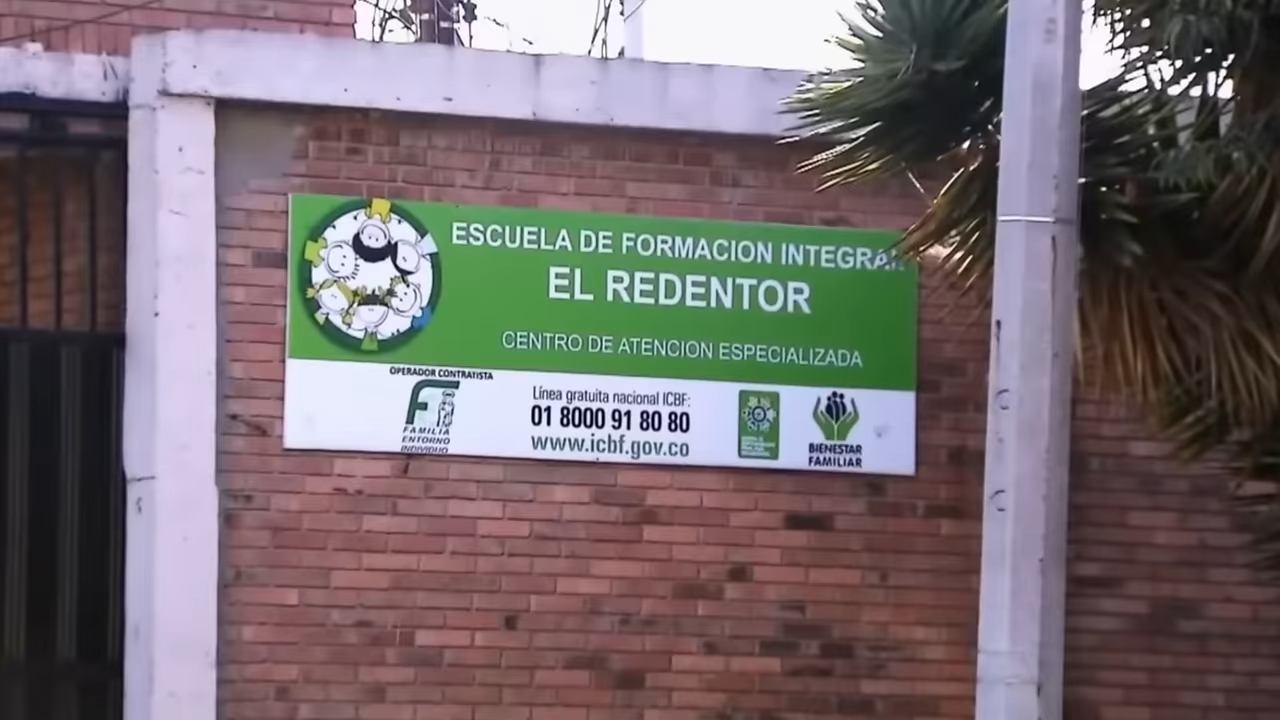 ESCUELA DE FORMACION INTEGRAL
EL REDENTOR
CENTRO DE ATENCION ESPECIALIZADA
OPERADOR CONTRATISTA
FAMILIA
ENTORNO
INDIVIDUO
Línea gratuita nacional ICBF:
01 8000 91 80 80
www.icbf.gov.co
BIENESTAR
FAMILIAR